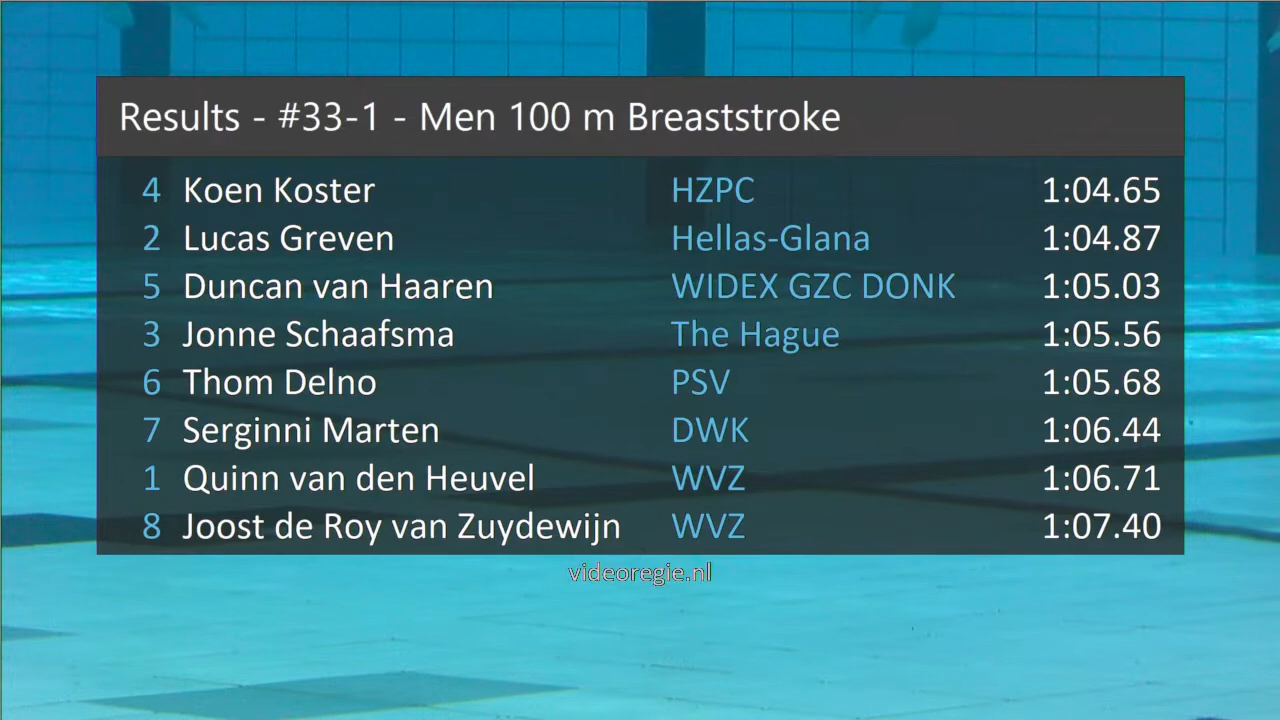 Results - #33-1 - Men 100 m Breaststroke
4 Koen Koster HZPC 1:04.65
2 Lucas Greven Hellas-Glana 1:04.87
5 Duncan van Haaren WIDEX GZC DONK 1:05.03
3 Jonne Schaafsma The Hague 1:05.56
6 Thom Delno PSV 1:05.68
7 Serginni Marten DWK 1:06.44
1 Quinn van den Heuvel WVZ 1:06.71
8 Joost de Roy van Zuydewijn WVZ 1:07.40
videoregie.nl